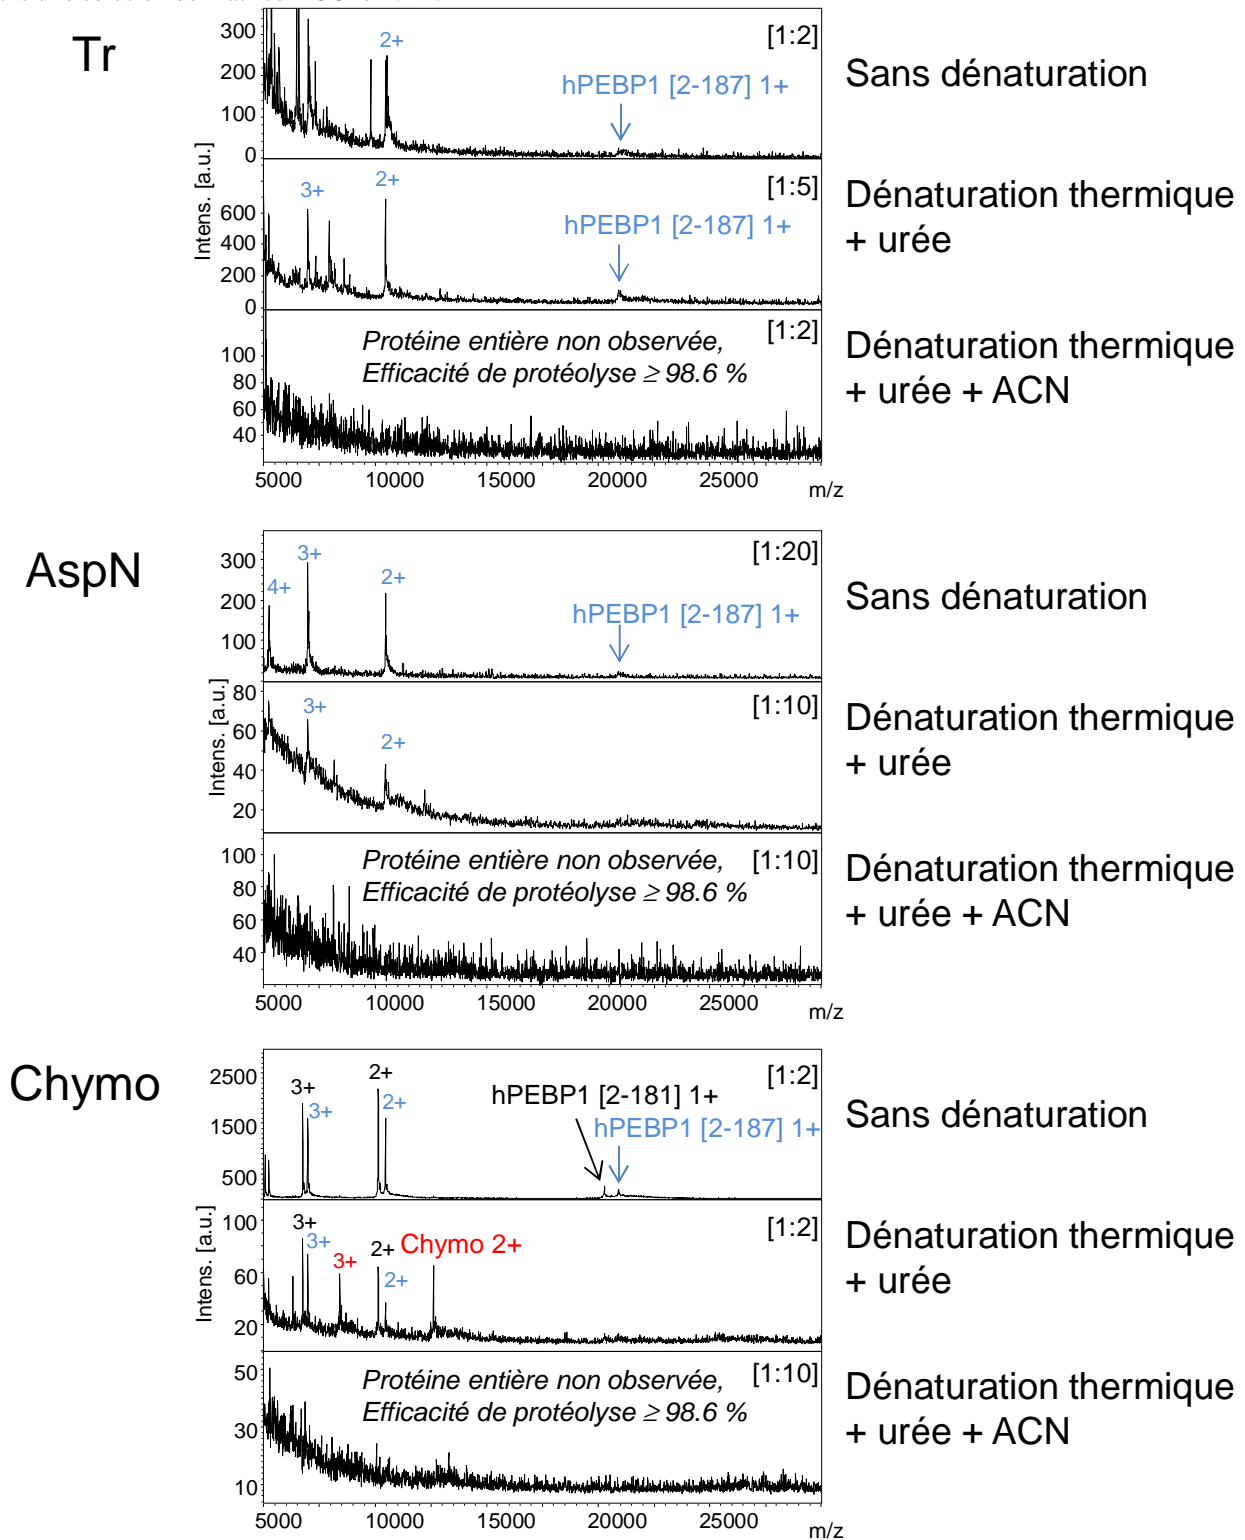 Tr
300
200
100
0
2+
[1:2]
hPEBP1 [2-187] 1+
Sans dénaturation
600
400
200
0
3+
2+
[1:5]
hPEBP1 [2-187] 1+
Dénaturation thermique
+ urée
Intens. [a.u.]
100
80
60
40
Protéine entière non observée,
Efficacité de protéolyse ≥ 98.6 %
[1:2]
Dénaturation thermique
+ urée + ACN
5000 10000 15000 20000 25000 m/z
AspN
300
200
100
4+
3+
2+
[1:20]
hPEBP1 [2-187] 1+
Sans dénaturation
80
60
40
20
3+
2+
[1:10]
Dénaturation thermique
+ urée
Intens. [a.u.]
100
80
60
40
Protéine entière non observée,
Efficacité de protéolyse ≥ 98.6 %
[1:10]
Dénaturation thermique
+ urée + ACN
5000 10000 15000 20000 25000 m/z
Chymo
2500
1500
500
3+
3+
2+
2+
[1:2]
hPEBP1 [2-181] 1+
hPEBP1 [2-187] 1+
Sans dénaturation
100
60
20
3+
3+
3+
2+
2+
Chymo 2+
[1:2]
Dénaturation thermique
+ urée
Intens. [a.u.]
50
30
10
Protéine entière non observée,
Efficacité de protéolyse ≥ 98.6 %
[1:10]
Dénaturation thermique
+ urée + ACN
5000 10000 15000 20000 25000 m/z